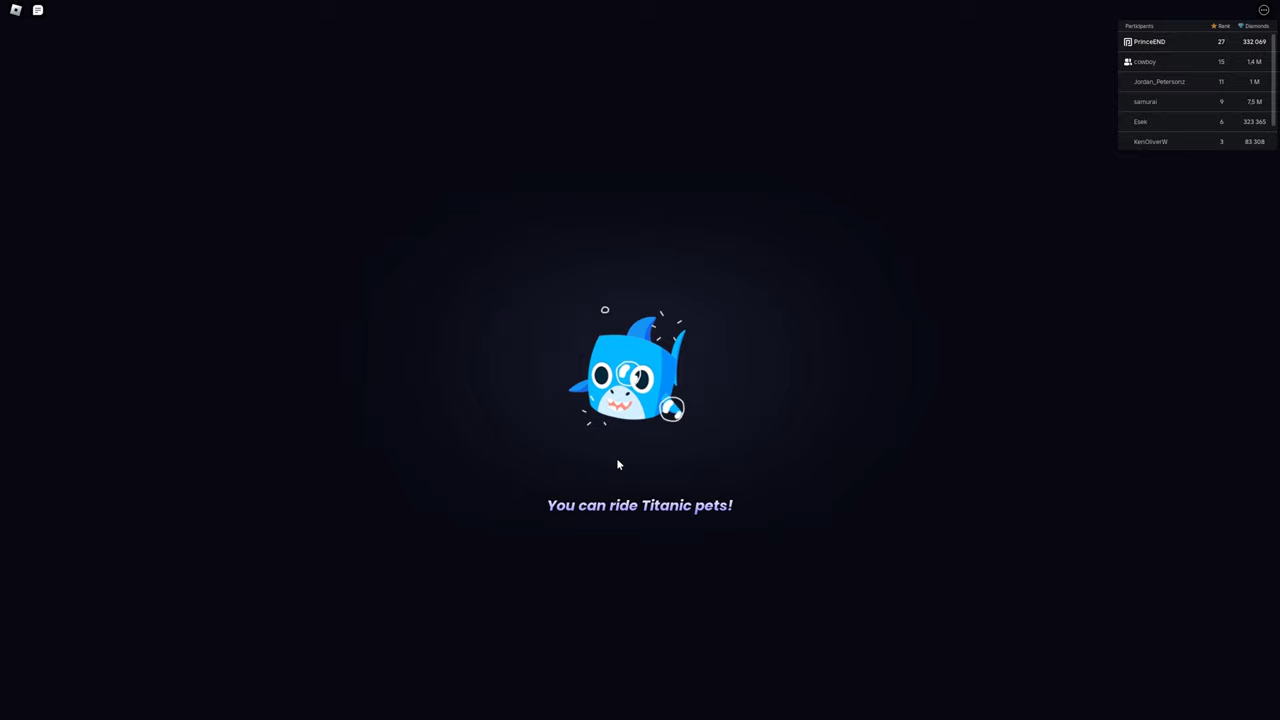 Participants Rank Diamonds
PrinceEND 27 332 069
cowboy 15 1,4 M
Jordan_Petersonz 11 1 M
samurai 9 7,5 M
Esek 6 323 365
KenOliverW 3 83 308
You can ride Titanic pets!